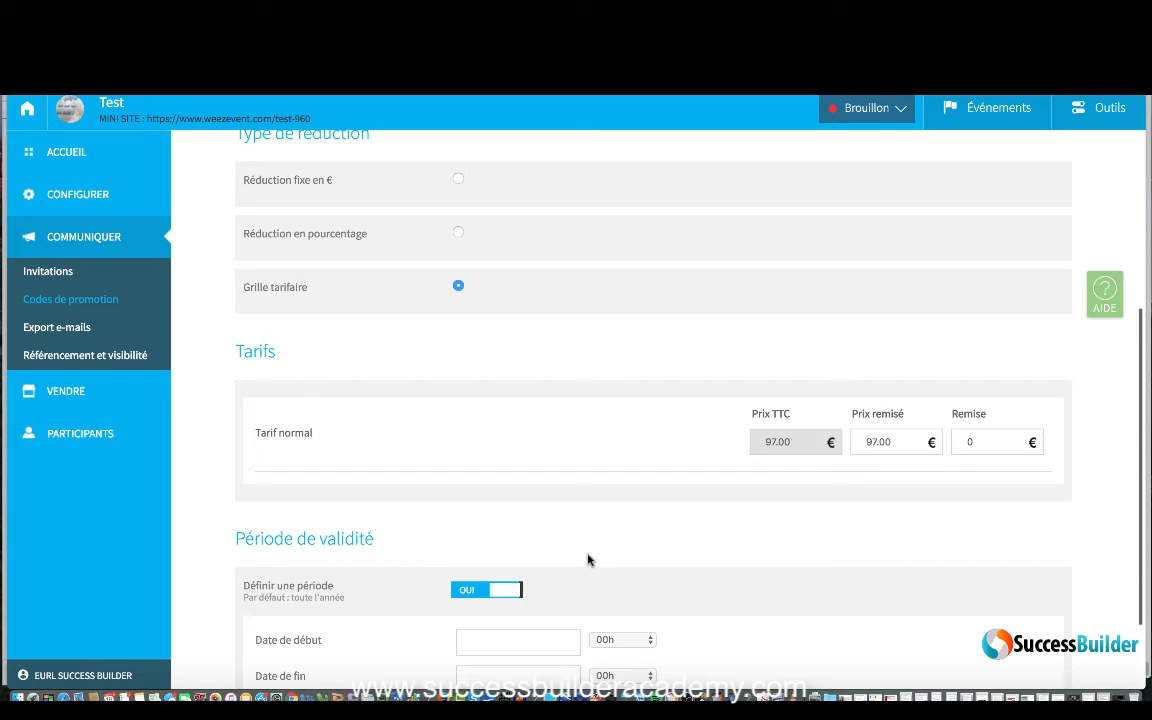 Test
MINI SITE : https://www.weezevent.com/test-960
Brouillon
Événements
Outils
ACCUEIL
CONFIGURER
COMMUNIQUER
Invitations
Codes de promotion
Export e-mails
Référencement et visibilité
VENDRE
PARTICIPANTS
EURL SUCCESS BUILDER
Type de réduction
Réduction fixe en €
Réduction en pourcentage
Grille tarifaire
? AIDE
Tarifs
Prix TTC Prix remisé Remise
Tarif normal
97.00 € 97.00 € 0 €
Période de validité
Définir une période
Par défaut : toute l'année
OUI
Date de début 00h
Date de fin 00h
SuccessBuilder
www.successbuilderacademy.com